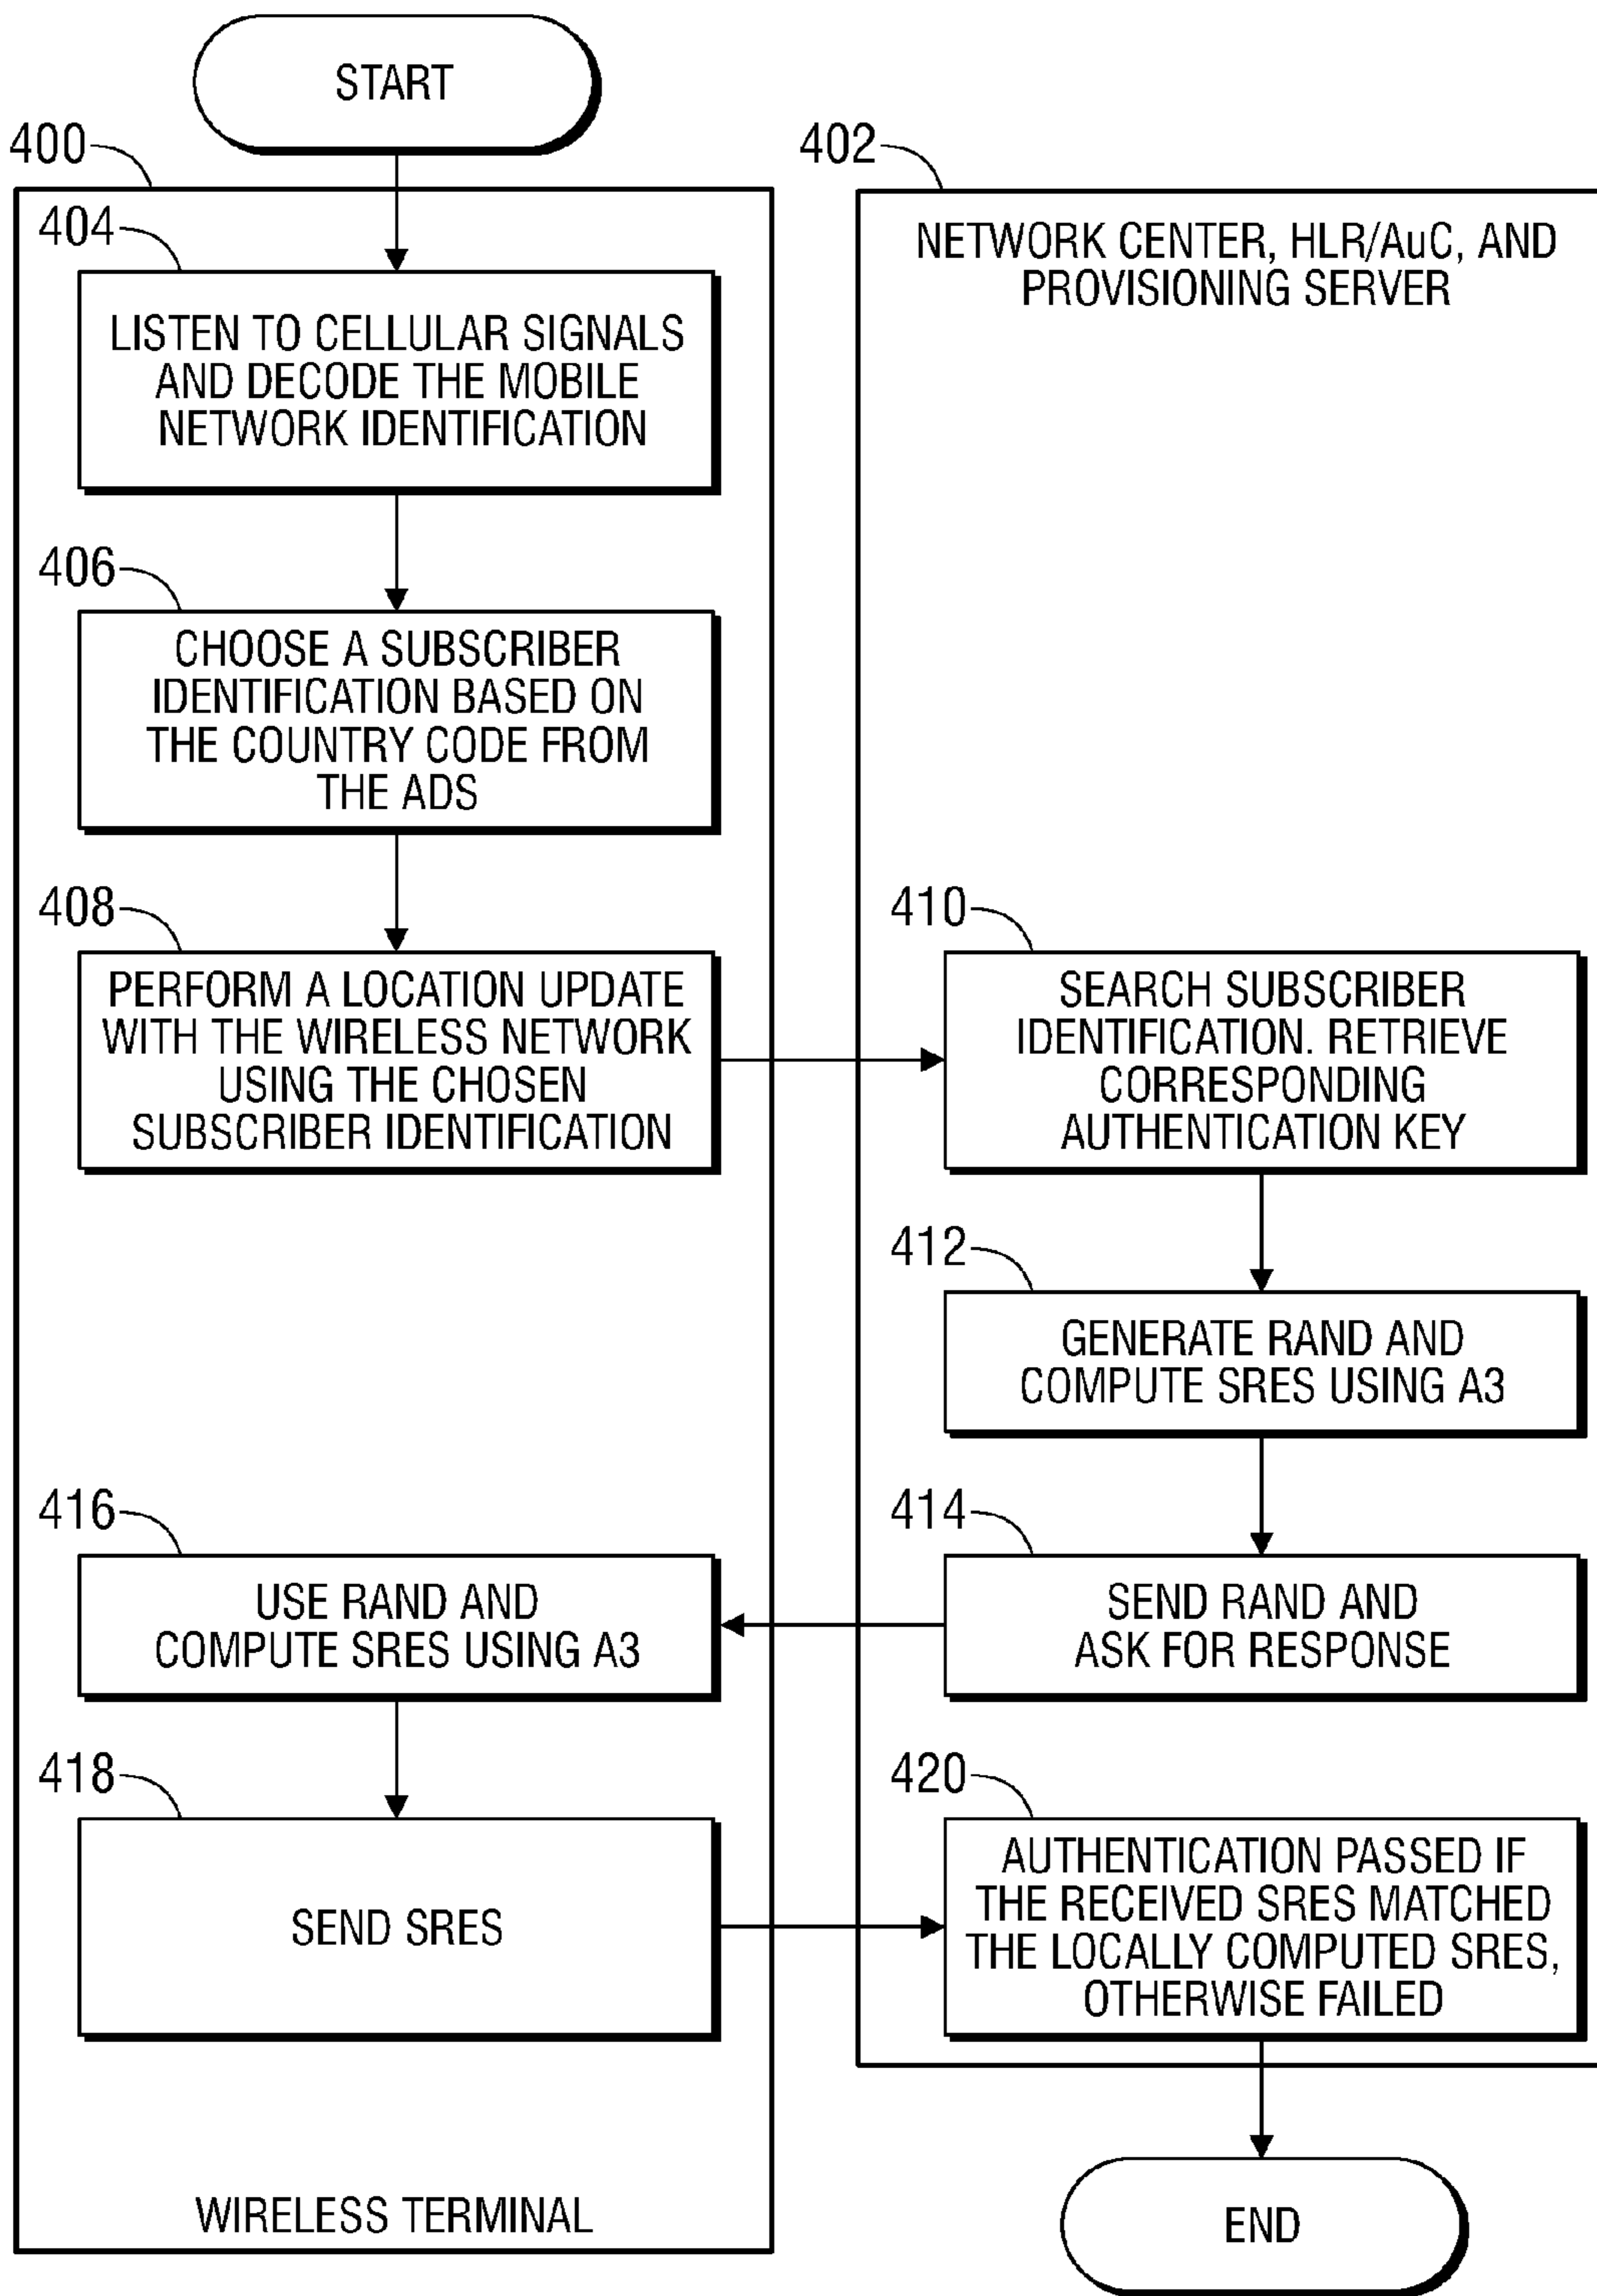 START
400
402
404
NETWORK CENTER, HLR/AuC, AND
PROVISIONING SERVER
LISTEN TO CELLULAR SIGNALS
AND DECODE THE MOBILE
NETWORK IDENTIFICATION
406
CHOOSE A SUBSCRIBER
IDENTIFICATION BASED ON
THE COUNTRY CODE FROM
THE ADS
408
PERFORM A LOCATION UPDATE
WITH THE WIRELESS NETWORK
USING THE CHOSEN
SUBSCRIBER IDENTIFICATION
410
SEARCH SUBSCRIBER
IDENTIFICATION. RETRIEVE
CORRESPONDING
AUTHENTICATION KEY
412
GENERATE RAND AND
COMPUTE SRES USING A3
414
SEND RAND AND
ASK FOR RESPONSE
416
USE RAND AND
COMPUTE SRES USING A3
418
SEND SRES
420
AUTHENTICATION PASSED IF
THE RECEIVED SRES MATCHED
THE LOCALLY COMPUTED SRES,
OTHERWISE FAILED
WIRELESS TERMINAL
END